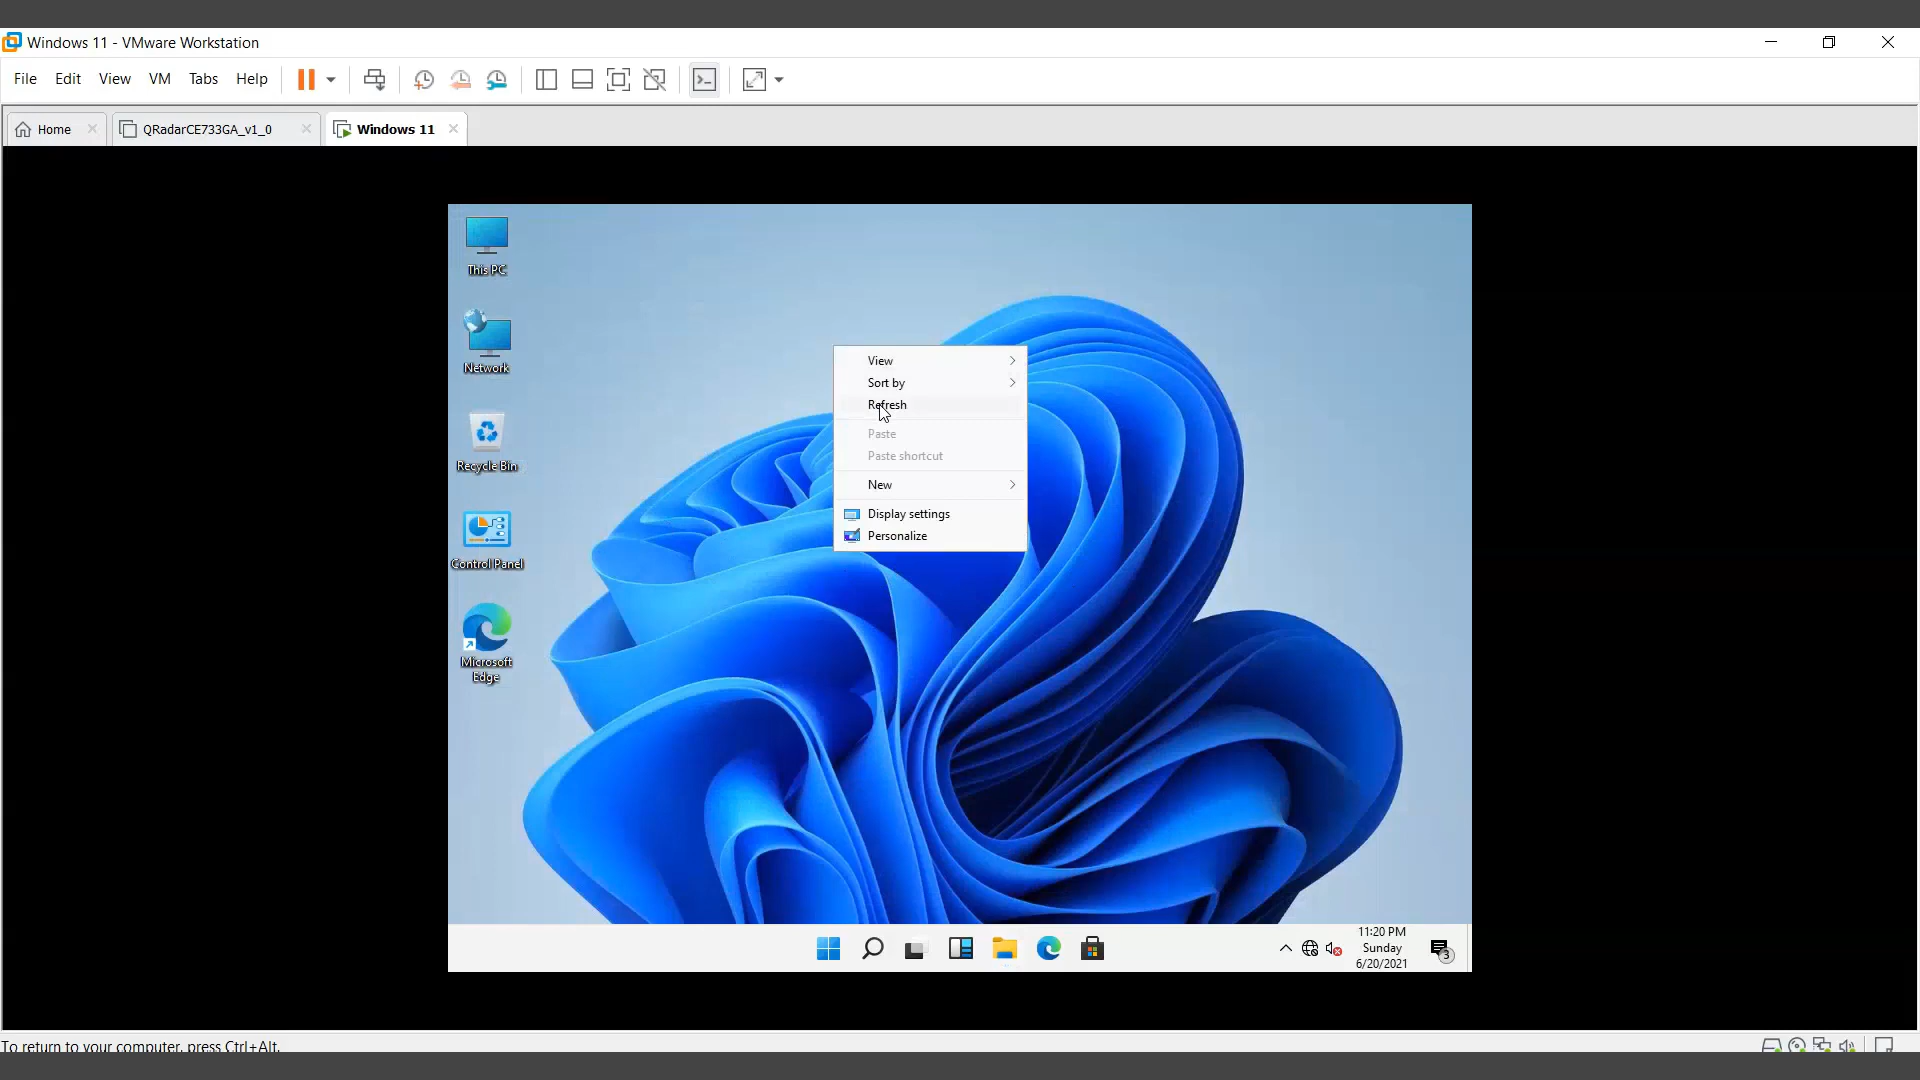 Windows 11 - VMware Workstation
File Edit View VM Tabs Help
Home QRadarCE733GA_v1_0 Windows 11
This PC
Network
Recycle Bin
Control Panel
Microsoft
Edge
View
Sort by
Refresh
Paste
Paste shortcut
New
Display settings
Personalize
11:20 PM
Sunday
6/20/2021
3
To return to your computer, press Ctrl+Alt.